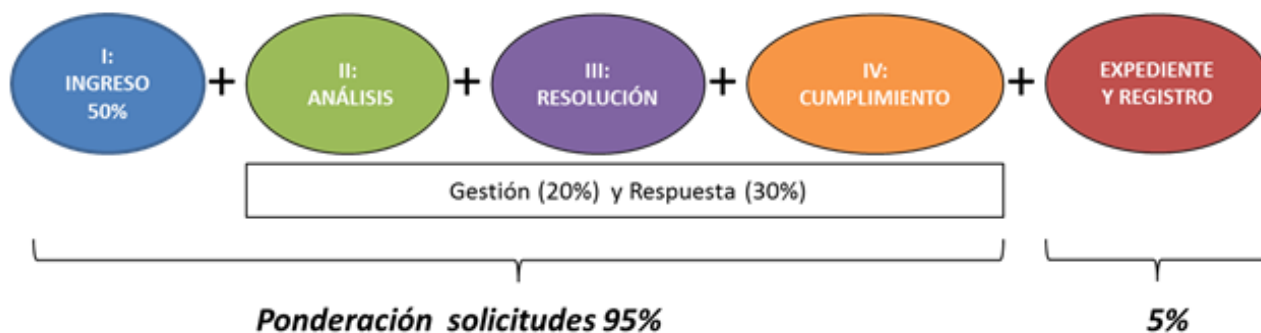 I:
INGRESO
50%
+
II:
ANÁLISIS
+
III:
RESOLUCIÓN
+
IV:
CUMPLIMIENTO
+
EXPEDIENTE
Y REGISTRO
Gestión (20%) y Respuesta (30%)
Ponderación solicitudes 95%
5%